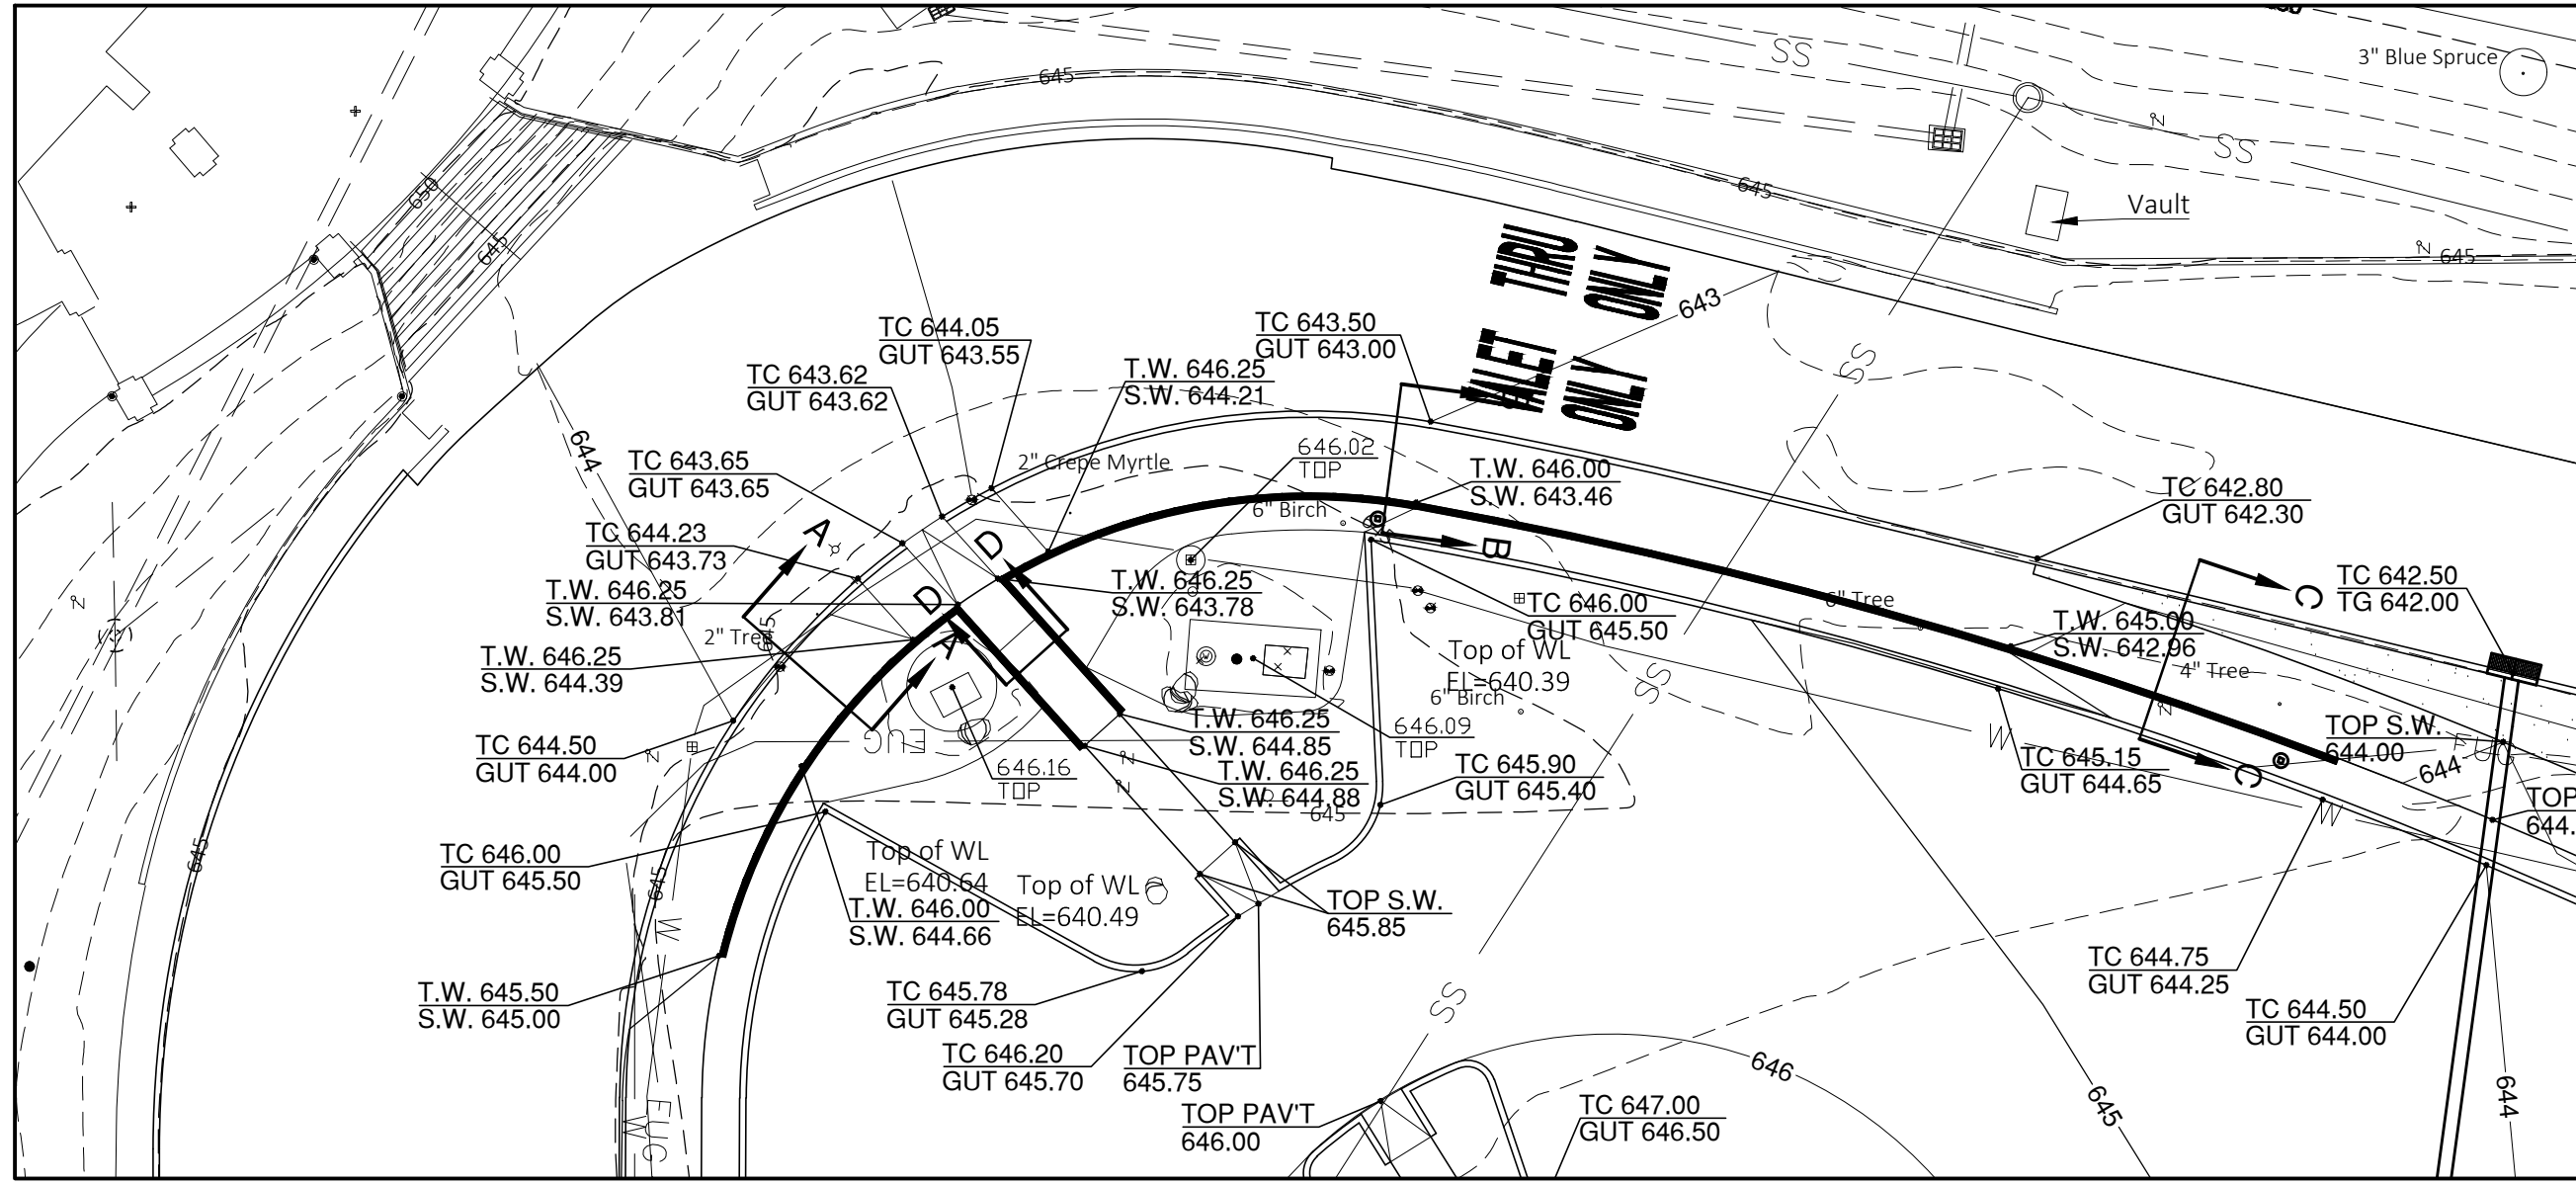 3" Blue Spruce
SS
645
SS
650
645
645
Vault
645
THRU
ONLY
643
ONLY
TC 644.05
GUT 643.55
TC 643.50
GUT 643.00
T.W. 646.25
S.W. 644.21
TC 643.62
GUT 643.62
SS
644
646.02
TOP
2" Crepe Myrtle
TC 643.65
GUT 643.65
T.W. 646.00
S.W. 643.46
TC 642.80
GUT 642.30
6" Birch
TC 644.23
GUT 643.73
A
D
B
T.W. 646.25
S.W. 643.81
D
T.W. 646.25
S.W. 643.78
TC 646.00
GUT 645.50
6" Tree
C
TC 642.50
TG 642.00
2" Tree
645
A
T.W. 645.00
S.W. 642.96
T.W. 646.25
S.W. 644.39
Top of WL
EL=640.39
SS
6" Birch
4" Tree
T.W. 646.25
S.W. 644.85
646.09
TOP
TOP S.W.
644.00
TC 644.50
GUT 644.00
EUG
646.16
TOP
T.W. 646.25
S.W. 644.88
TC 645.90
GUT 645.40
W
TC 645.15
GUT 644.65
C
644
645
W
TOP
644.
645
TC 646.00
GUT 645.50
645
Top of WL
EL=640.64
Top of WL
EL=640.49
T.W. 646.00
S.W. 644.66
TOP S.W.
645.85
W
T.W. 645.50
S.W. 645.00
TC 645.78
GUT 645.28
SS
TC 644.75
GUT 644.25
TC 644.50
GUT 644.00
TC 646.20
GUT 645.70
TOP PAV'T
645.75
646
645
644
TOP PAV'T
646.00
TC 647.00
GUT 646.50
EUG
W